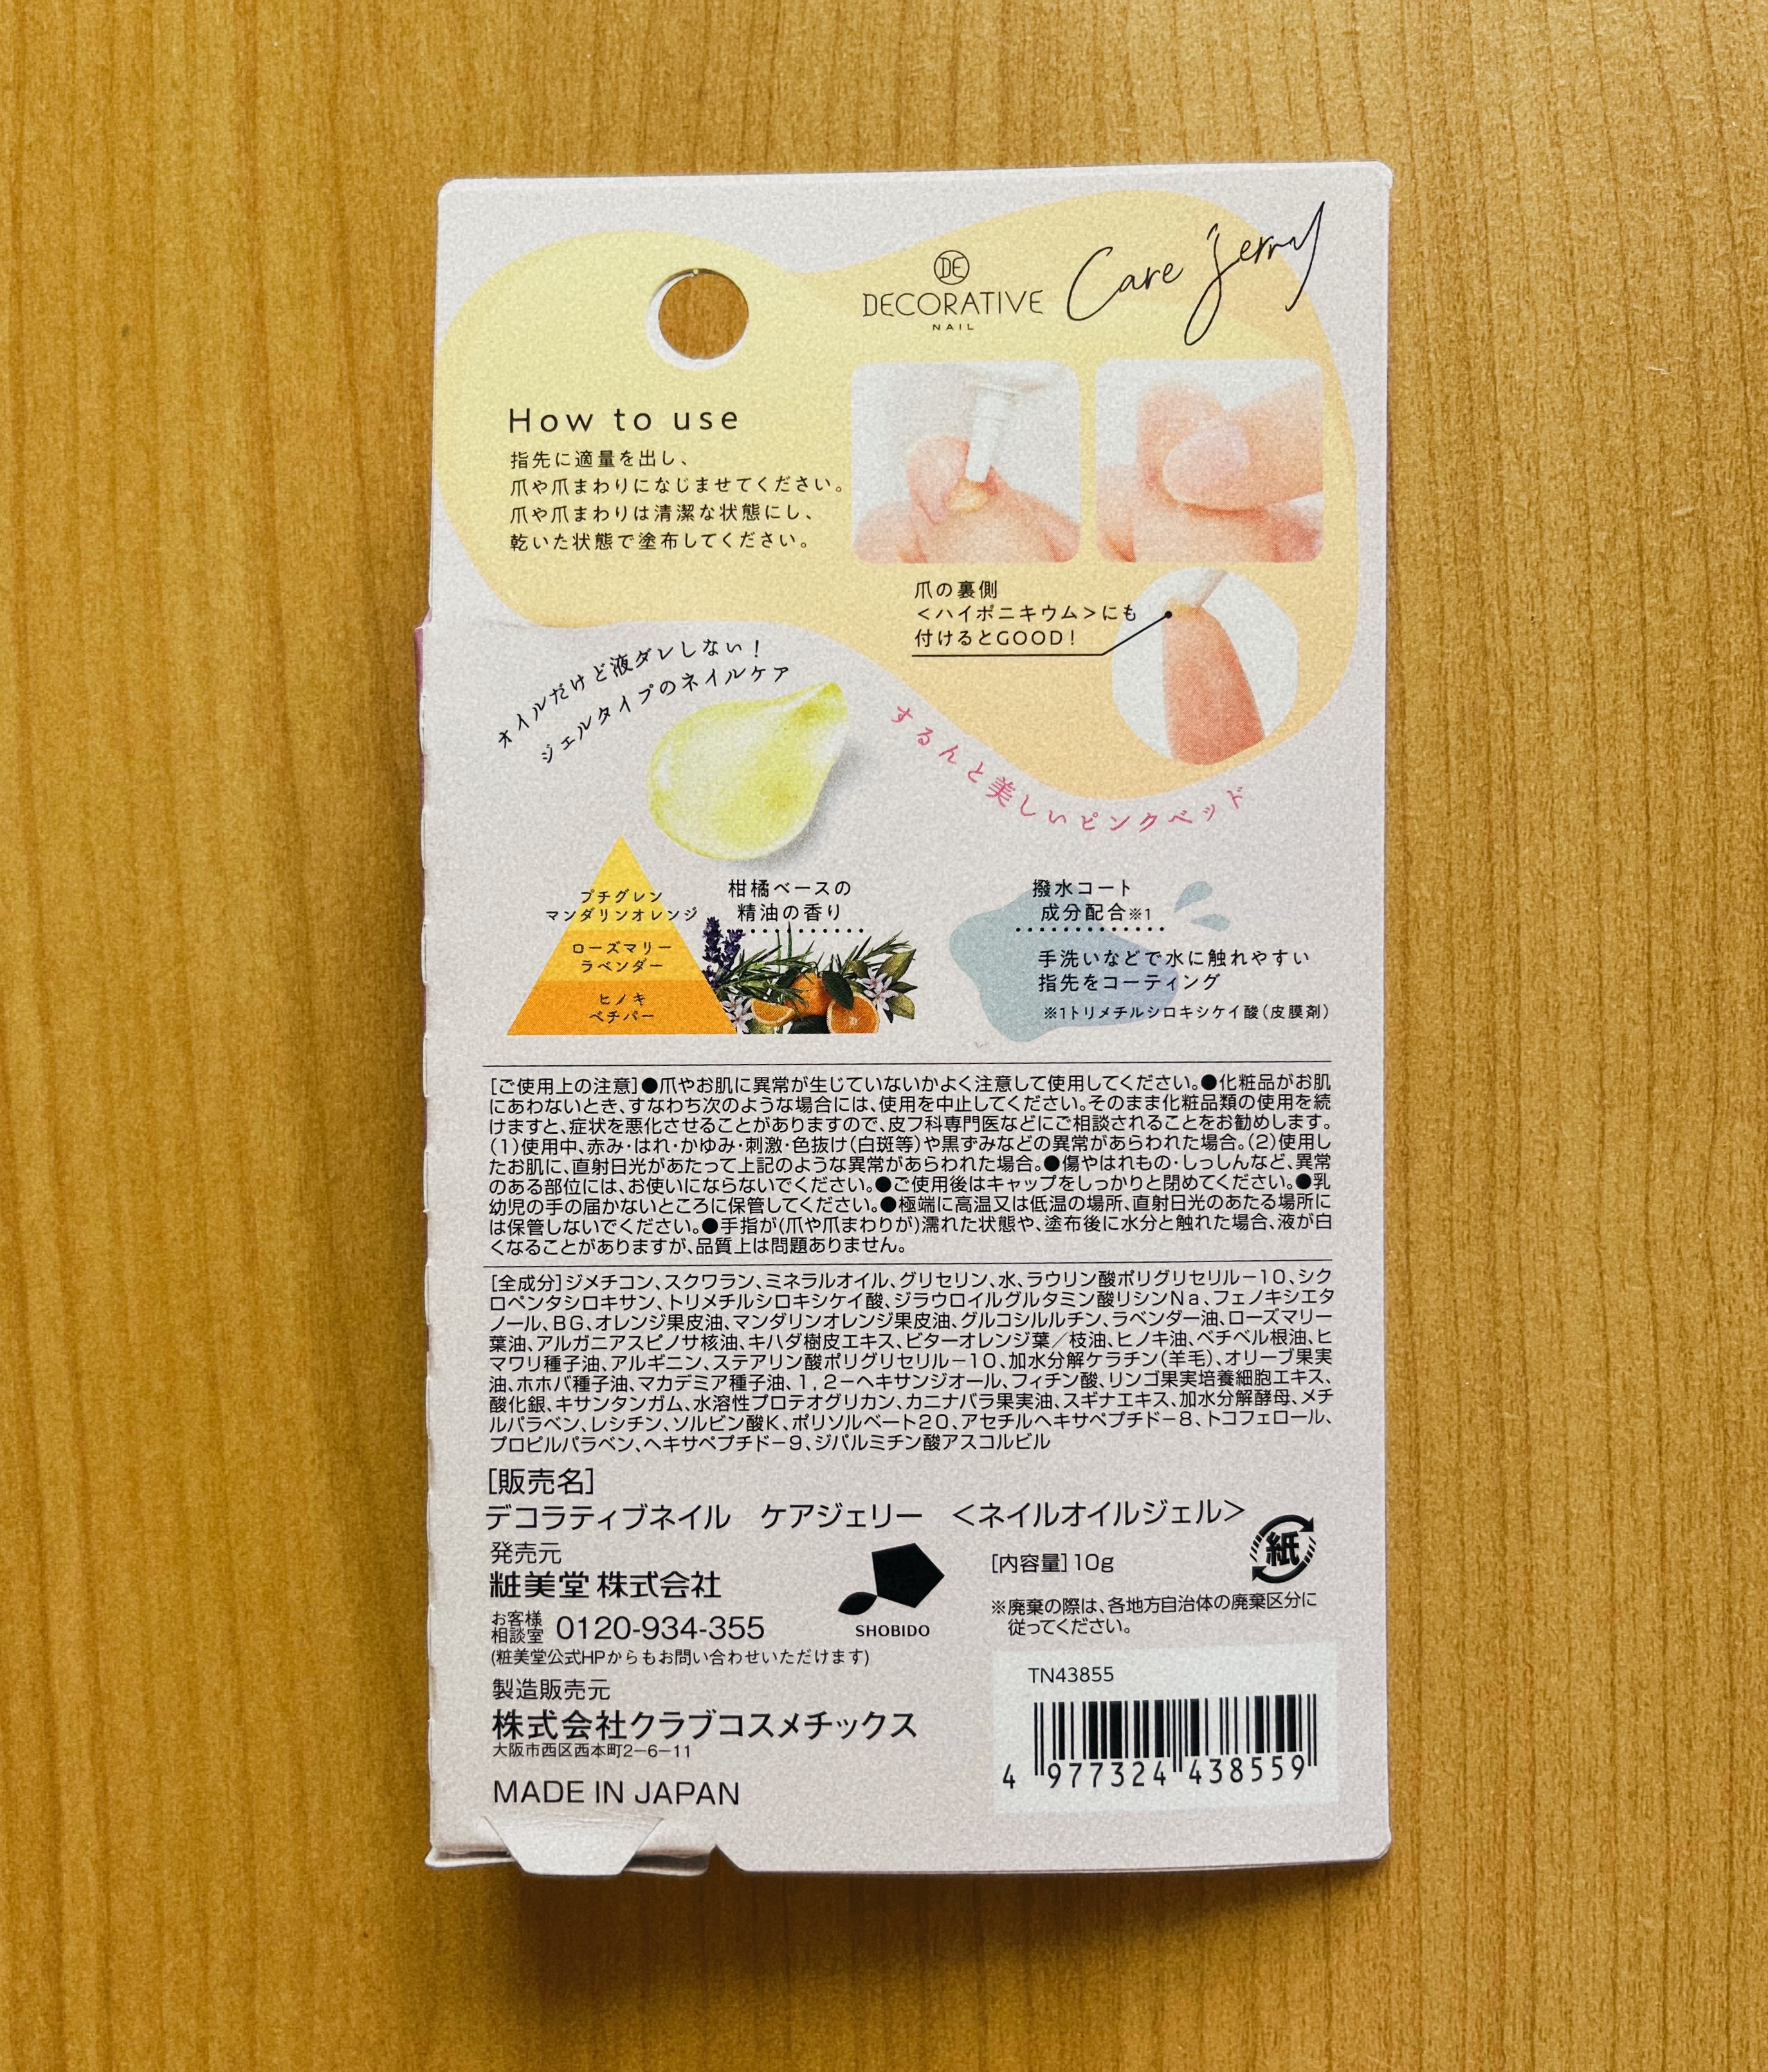 DE
DECORATIVE
NAIL
Care Jerry
How to use
指先に適量を出し、
爪や爪まわりになじませてください。
爪や爪まわりは清潔な状態にし、
乾いた状態で塗布してください。
爪の裏側
＜ハイポニキウム＞にも
付けるとGOOD！
オイルだけど液ダレしない！
ジェルタイプのネイルケア
するんと美しいピンクベッド
プチグレン
マンダリンオレンジ
ローズマリー
ラベンダー
ヒノキ
ベチバー
柑橘ベースの
精油の香り
撥水コート
成分配合※1
手洗いなどで水に触れやすい
指先をコーティング
※1トリメチルシロキシケイ酸（皮膜剤）
[ご使用上の注意]●爪やお肌に異常が生じていないかよく注意して使用してください。●化粧品がお肌
にあわないとき、すなわち次のような場合には、使用を中止してください。そのまま化粧品類の使用を続
けますと、症状を悪化させることがありますので、皮フ科専門医などにご相談されることをお勧めします。
(1)使用中、赤み・はれ・かゆみ・刺激・色抜け(白斑等)や黒ずみなどの異常があらわれた場合。(2)使用し
たお肌に、直射日光があたって上記のような異常があらわれた場合。●傷やはれもの・しっしんなど、異常
のある部位には、お使いにならないでください。●ご使用後はキャップをしっかりと閉めてください。●乳
幼児の手の届かないところに保管してください。●極端に高温又は低温の場所、直射日光のあたる場所に
は保管しないでください。●手指が(爪や爪まわりが)濡れた状態や、塗布後に水分と触れた場合、液が白
くなることがありますが、品質上は問題ありません。
[全成分]ジメチコン、スクワラン、ミネラルオイル、グリセリン、水、ラウリン酸ポリグリセリル－10、シク
ロペンタシロキサン、トリメチルシロキシケイ酸、ジラウロイルグルタミン酸リシンNa、フェノキシエタ
ノール、BG、オレンジ果皮油、マンダリンオレンジ果皮油、グルコシルルチン、ラベンダー油、ローズマリー
葉油、アルガニアスピノサ核油、キハダ樹皮エキス、ビターオレンジ葉／枝油、ヒノキ油、ベチベル根油、ヒ
マワリ種子油、アルギニン、ステアリン酸ポリグリセリル－10、加水分解ケラチン(羊毛)、オリーブ果実
油、ホホバ種子油、マカデミア種子油、1,2－ヘキサンジオール、フィチン酸、リンゴ果実培養細胞エキス、
酸化銀、キサンタンガム、水溶性プロテオグリカン、カニナバラ果実油、スギナエキス、加水分解酵母、メチ
ルパラベン、レシチン、ソルビン酸K、ポリソルベート20、アセチルヘキサペプチド－8、トコフェロール、
プロピルパラベン、ヘキサペプチド－9、ジパルミチン酸アスコルビル
[販売名]
デコラティブネイル　ケアジェリー　＜ネイルオイルジェル＞
発売元
粧美堂 株式会社
お客様
相談室 0120-934-355
(粧美堂公式HPからもお問い合わせいただけます)
SHOBIDO
[内容量]10g
紙
※廃棄の際は、各地方自治体の廃棄区分に
従ってください。
製造販売元
株式会社クラブコスメチックス
大阪市西区西本町2－6－11
MADE IN JAPAN
TN43855
4 977324 438559